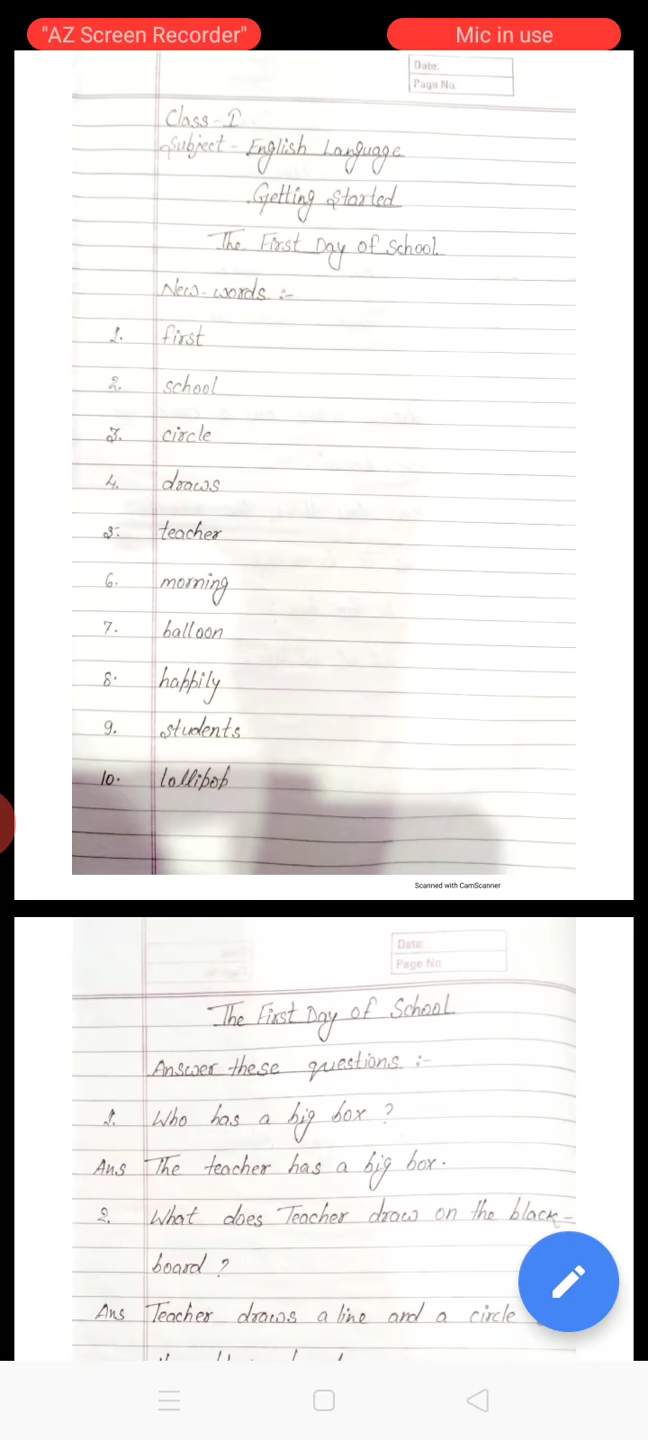 "AZ Screen Recorder" Mic in use
Date:
Page No.
Class - I
Subject - English Language
Getting Started
The First Day of School
New-words :-
1. first
2. school
3. circle
4. draws
5. teacher
6. morning
7. balloon
8. happily
9. students
10. lollipop
Scanned with CamScanner
Date:
Page No
The First Day of School
Answer these questions :-
1. Who has a big box ?
Ans The teacher has a big box.
2. What does Teacher draw on the black-
board ?
Ans Teacher draws a line and a circle